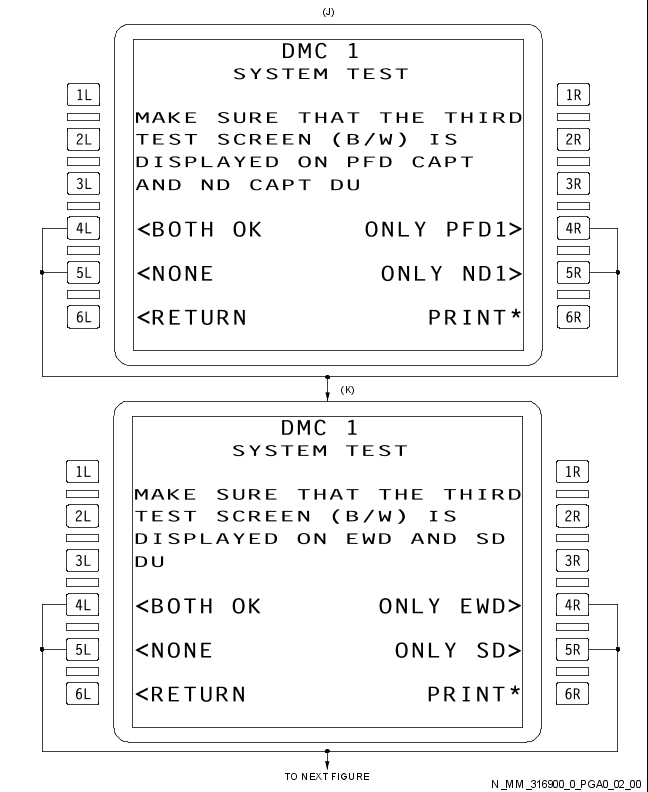 (J)
DMC 1
SYSTEM TEST
1L 1R
MAKE SURE THAT THE THIRD
2L TEST SCREEN (B/W) IS 2R
DISPLAYED ON PFD CAPT
3L AND ND CAPT DU 3R
4L <BOTH OK ONLY PFD1> 4R
5L <NONE ONLY ND1> 5R
6L <RETURN PRINT* 6R
(K)
DMC 1
SYSTEM TEST
1L 1R
MAKE SURE THAT THE THIRD
2L TEST SCREEN (B/W) IS 2R
DISPLAYED ON EWD AND SD
3L DU 3R
4L <BOTH OK ONLY EWD> 4R
5L <NONE ONLY SD> 5R
6L <RETURN PRINT* 6R
TO NEXT FIGURE
N_MM_316900_0_PGA0_02_00